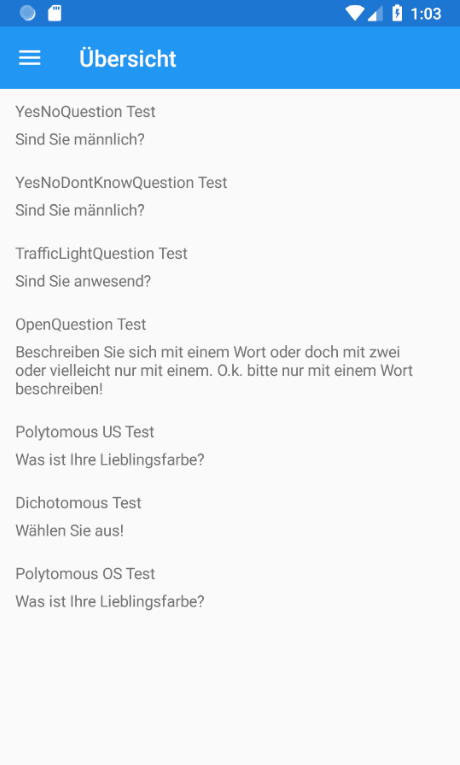 1:03
Übersicht
YesNoQuestion Test
Sind Sie männlich?
YesNoDontKnowQuestion Test
Sind Sie männlich?
TrafficLightQuestion Test
Sind Sie anwesend?
OpenQuestion Test
Beschreiben Sie sich mit einem Wort oder doch mit zwei
oder vielleicht nur mit einem. O.k. bitte nur mit einem Wort
beschreiben!
Polytomous US Test
Was ist Ihre Lieblingsfarbe?
Dichotomous Test
Wählen Sie aus!
Polytomous OS Test
Was ist Ihre Lieblingsfarbe?